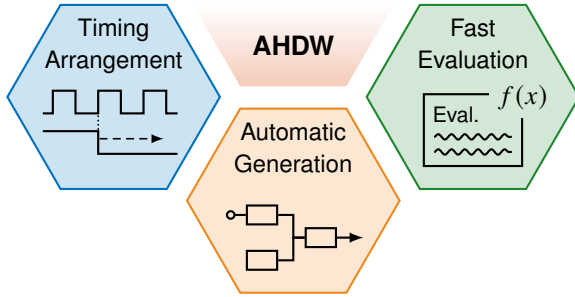 Timing
Arrangement
AHDW
Fast
Evaluation
f(x)
Eval.
Automatic
Generation